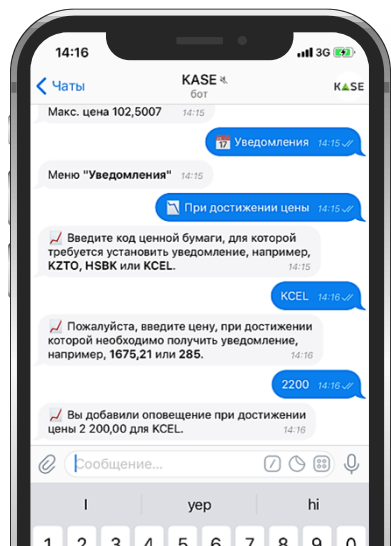 14:16
3G
Чаты
KASE
бот
KASE
Макс. цена 102,5007 14:15
17 Уведомления 14:15
Меню "Уведомления" 14:15
При достижении цены 14:15
Введите код ценной бумаги, для которой
требуется установить уведомление, например,
KZTO, HSBK или KCEL. 14:15
KCEL 14:16
Пожалуйста, введите цену, при достижении
которой необходимо получить уведомление,
например, 1675,21 или 285. 14:16
2200 14:16
Вы добавили оповещение при достижении
цены 2 200,00 для KCEL. 14:16
Сообщение...
I yep hi
1 2 3 4 5 6 7 8 9 0